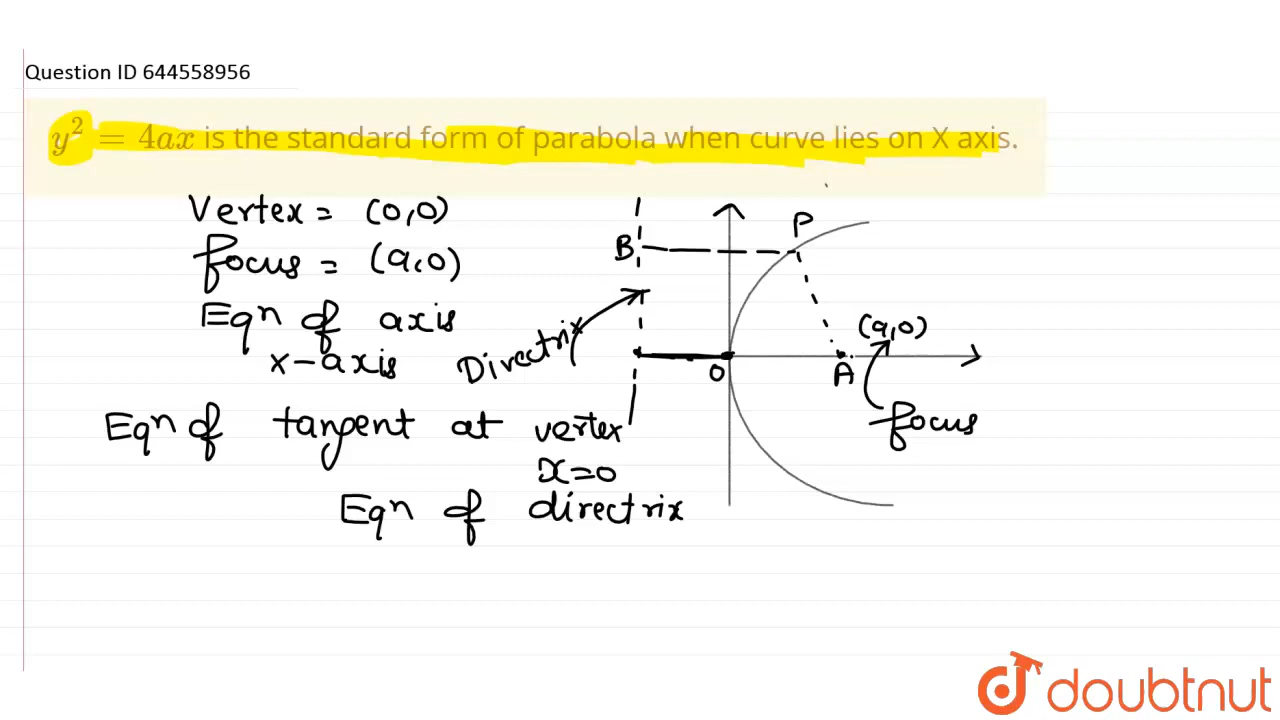 Question ID 644558956
y² = 4ax is the standard form of parabola when curve lies on X axis.
Vertex = (0,0)
focus = (a,0)
Eqn of axis
x-axis
Directrix
Eqn of tangent at vertex
x=0
Eqn of directrix
P
B
(a,0)
O
A
focus
doubtnut